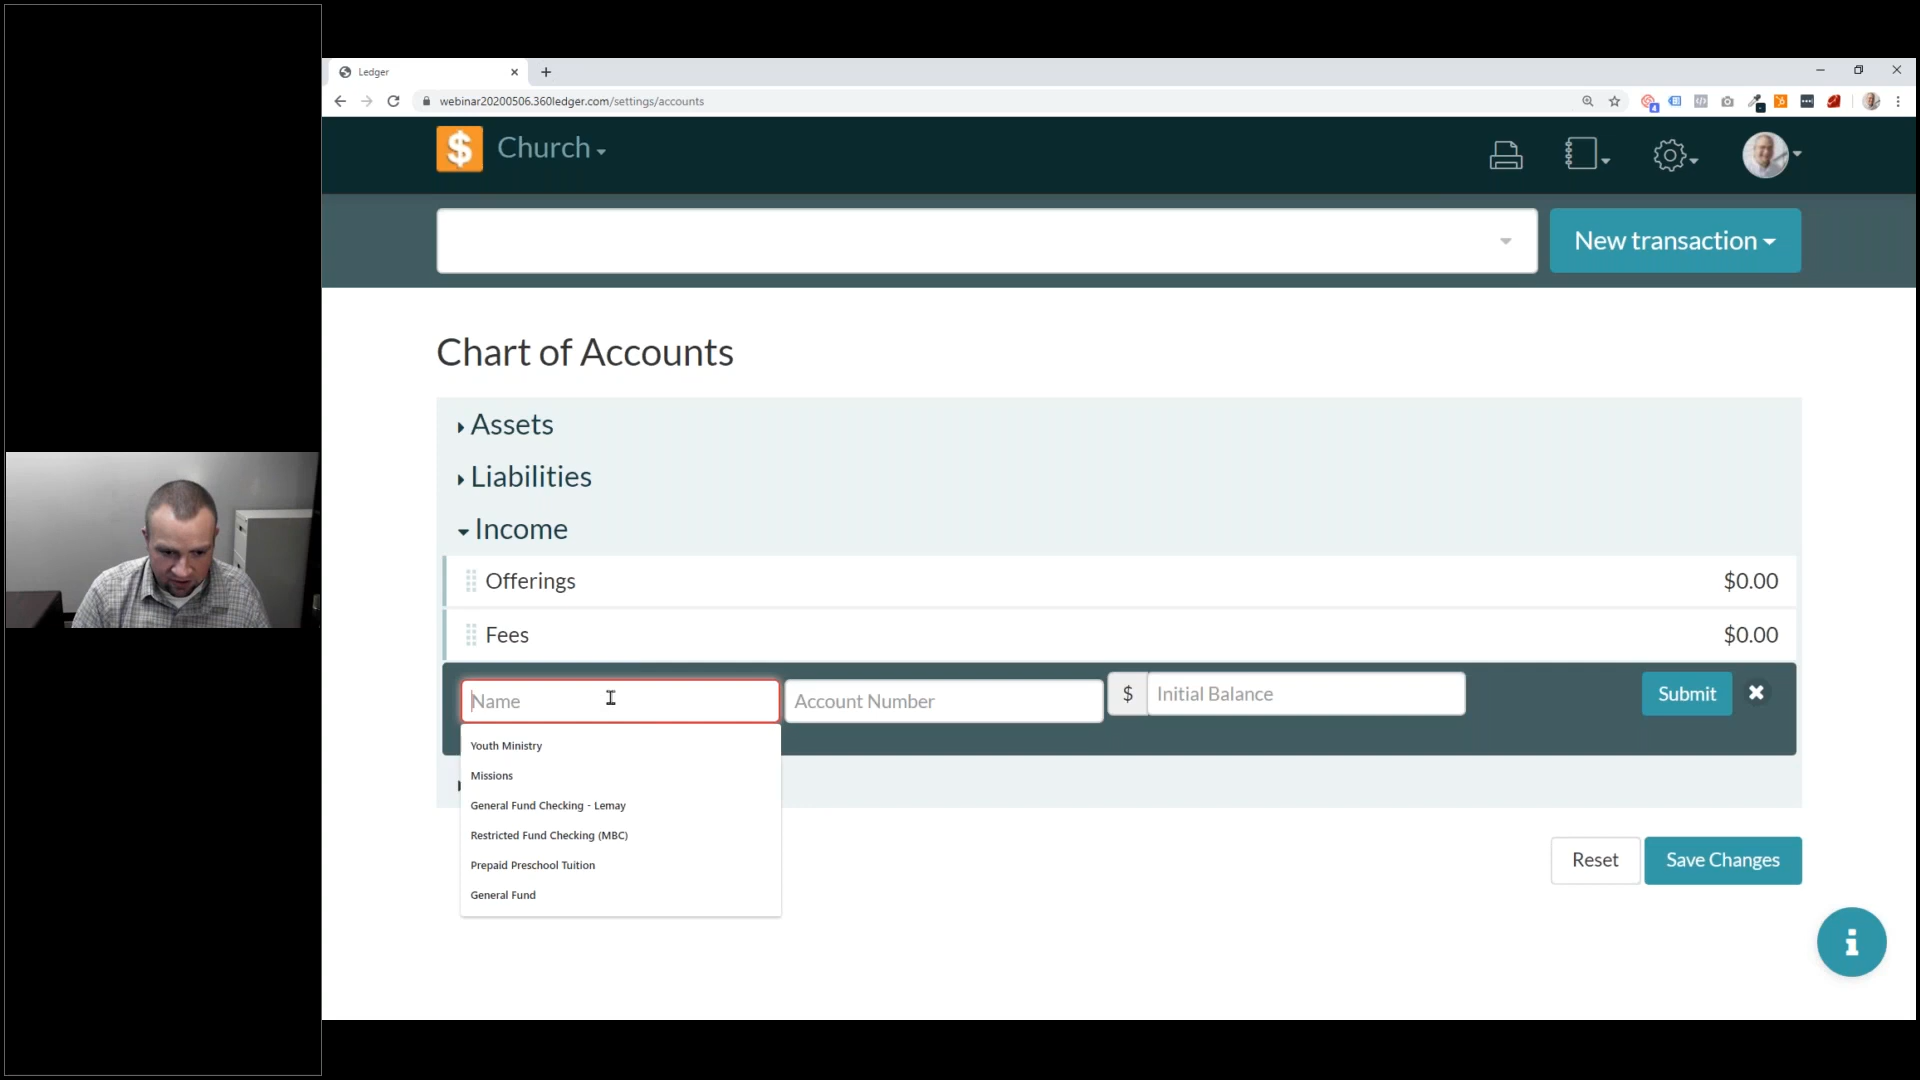 Ledger
webinar20200506.360ledger.com/settings/accounts
$ Church
New transaction
Chart of Accounts
Assets
Liabilities
Income
Offerings $0.00
Fees $0.00
Name Account Number $ Initial Balance Submit
Youth Ministry
Missions
General Fund Checking - Lemay
Restricted Fund Checking (MBC)
Prepaid Preschool Tuition
General Fund
Reset Save Changes
i